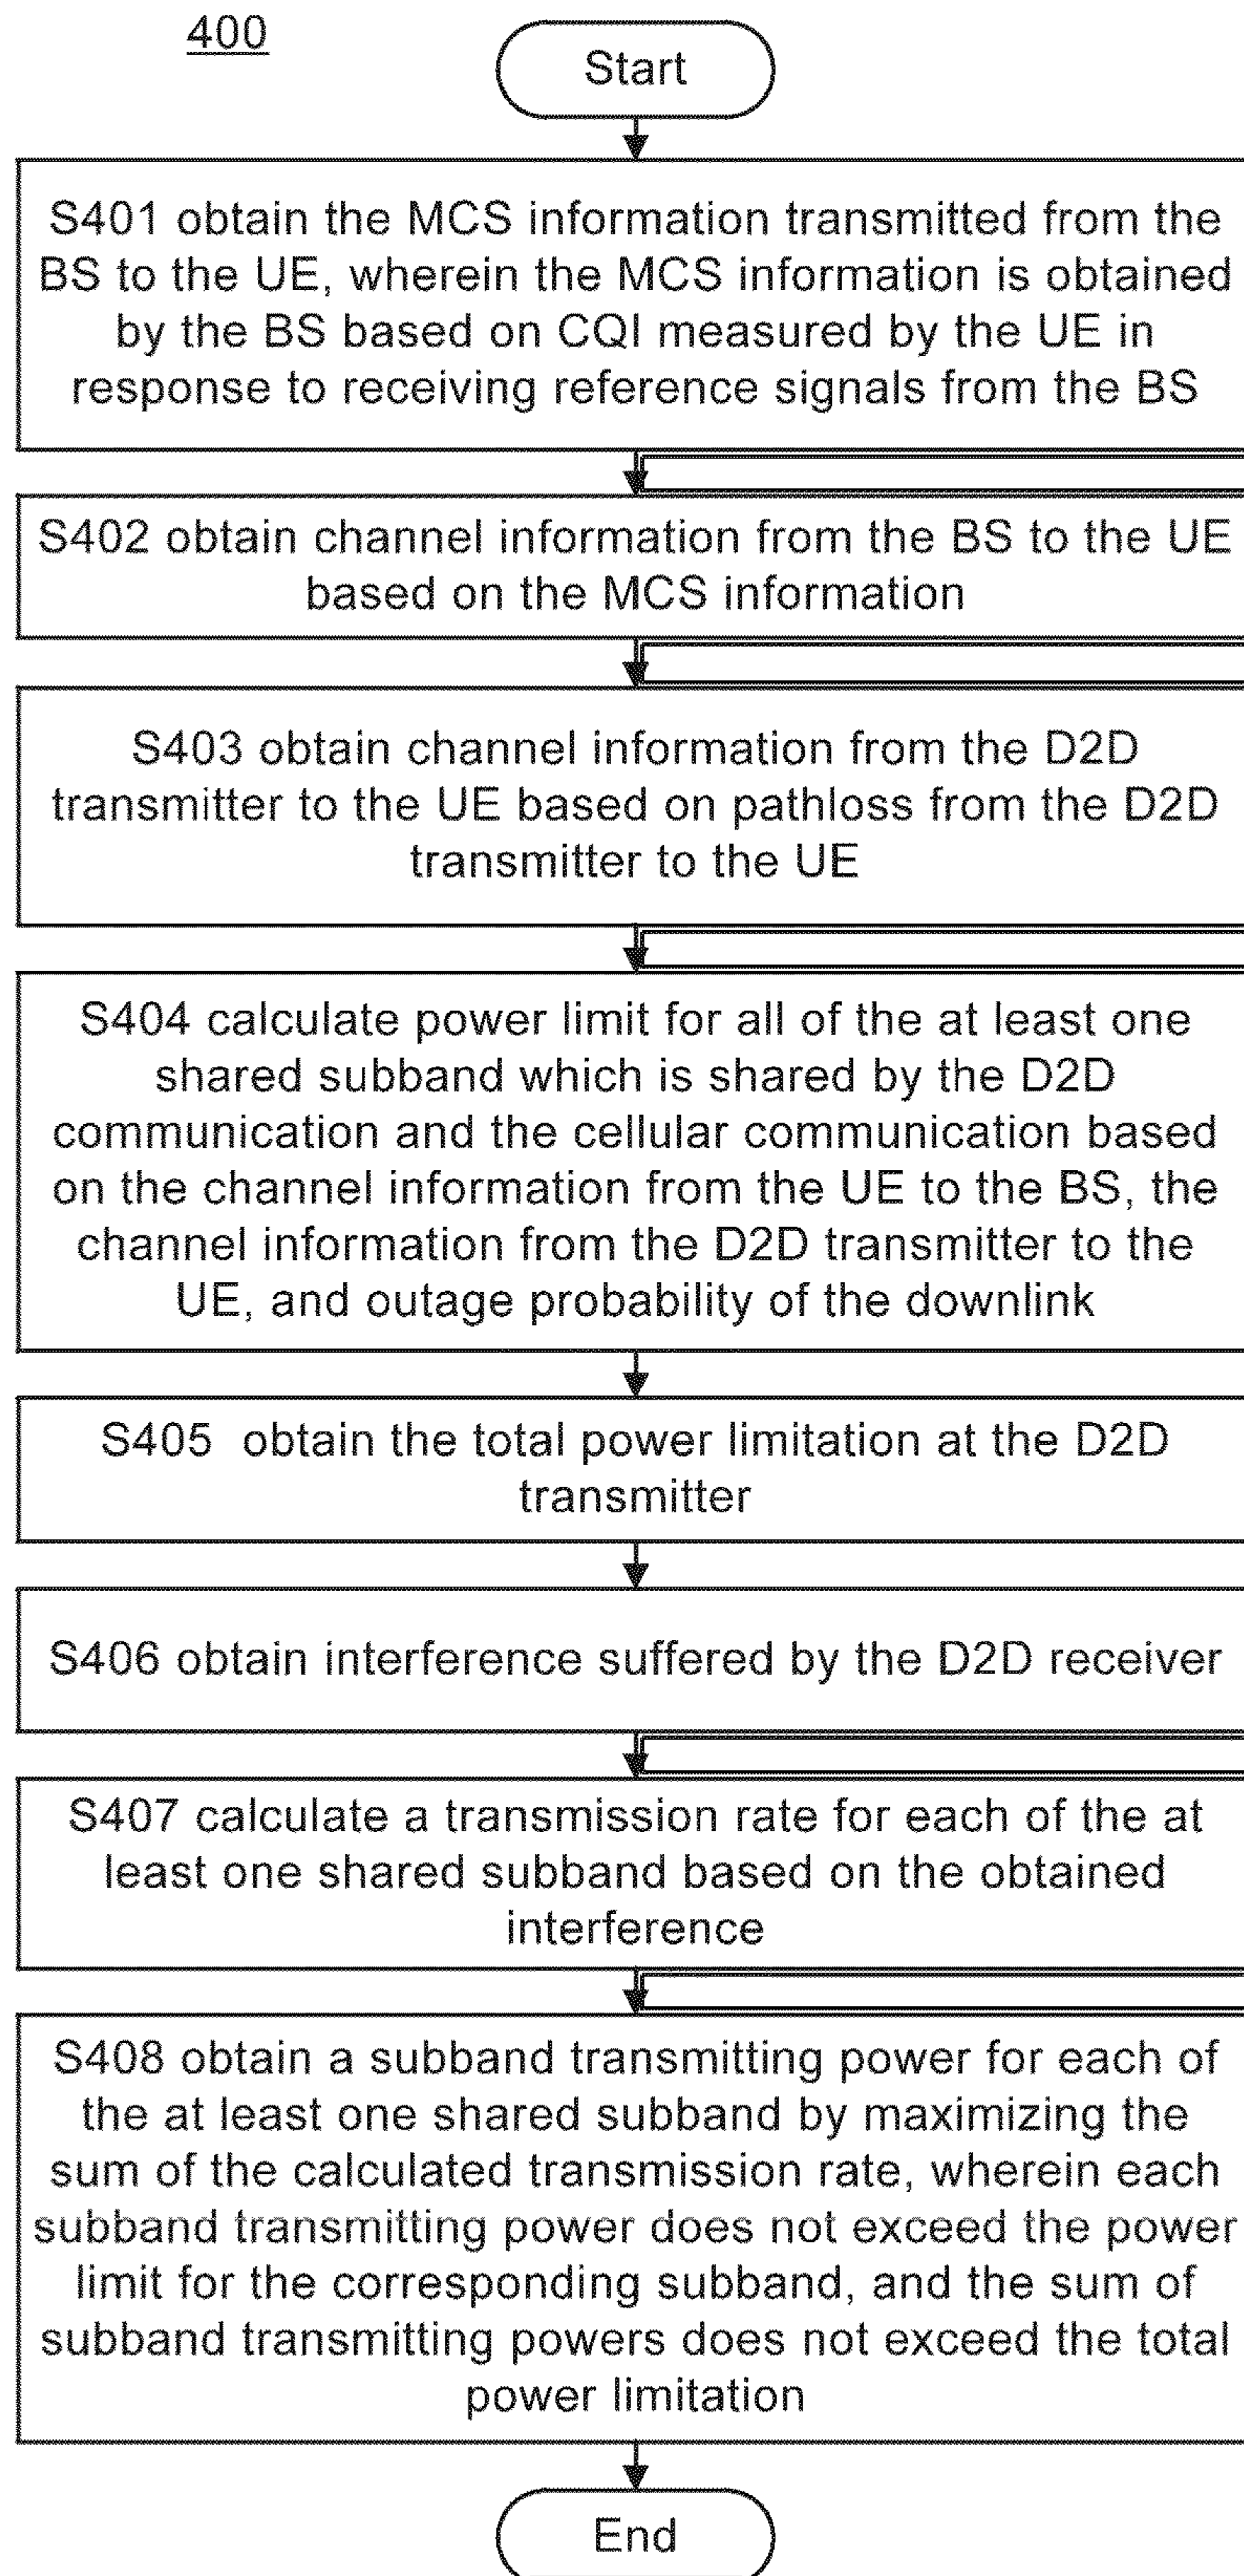 400
Start
S401 obtain the MCS information transmitted from the
BS to the UE, wherein the MCS information is obtained
by the BS based on CQI measured by the UE in
response to receiving reference signals from the BS
S402 obtain channel information from the BS to the UE
based on the MCS information
S403 obtain channel information from the D2D
transmitter to the UE based on pathloss from the D2D
transmitter to the UE
S404 calculate power limit for all of the at least one
shared subband which is shared by the D2D
communication and the cellular communication based
on the channel information from the UE to the BS, the
channel information from the D2D transmitter to the
UE, and outage probability of the downlink
S405 obtain the total power limitation at the D2D
transmitter
S406 obtain interference suffered by the D2D receiver
S407 calculate a transmission rate for each of the at
least one shared subband based on the obtained
interference
S408 obtain a subband transmitting power for each of
the at least one shared subband by maximizing the
sum of the calculated transmission rate, wherein each
subband transmitting power does not exceed the power
limit for the corresponding subband, and the sum of
subband transmitting powers does not exceed the total
power limitation
End